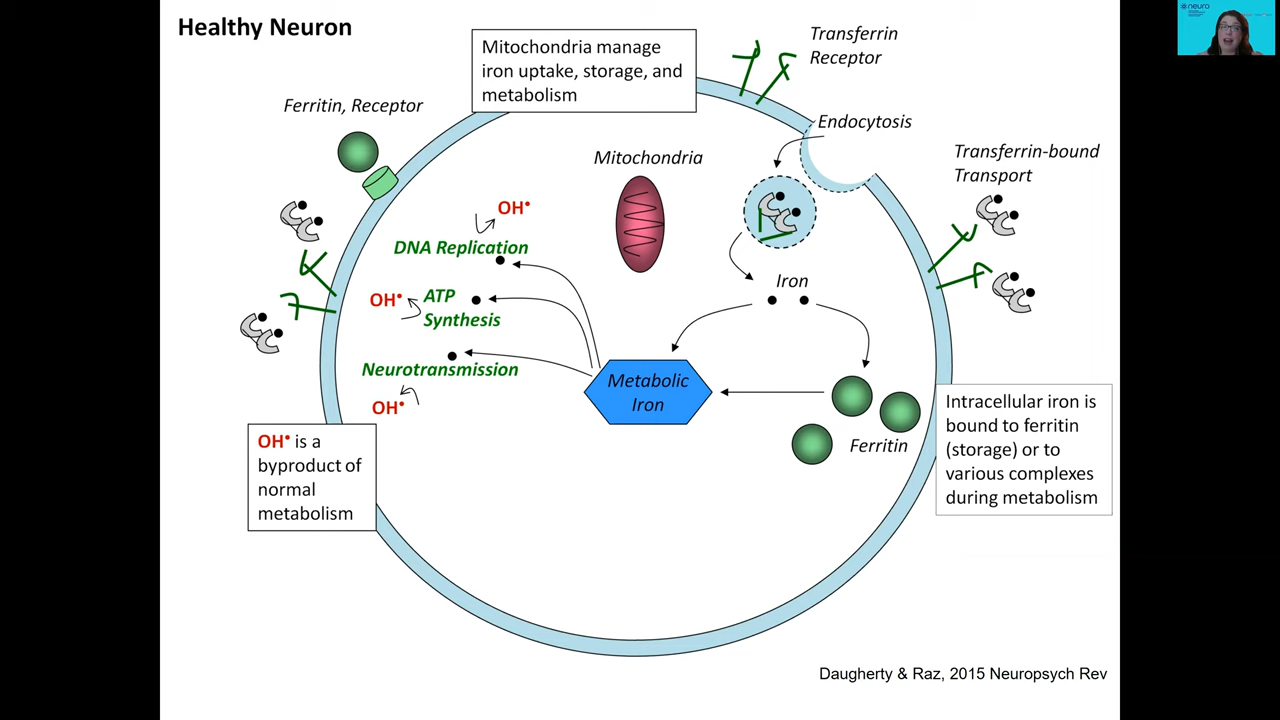 Healthy Neuron
Mitochondria manage
iron uptake, storage, and
metabolism
Transferrin
Receptor
neuro
Ferritin, Receptor
Endocytosis
Mitochondria
Transferrin-bound
Transport
OH•
DNA Replication
Iron
OH•
ATP
Synthesis
Neurotransmission
OH•
Metabolic
Iron
Ferritin
Intracellular iron is
bound to ferritin
(storage) or to
various complexes
during metabolism
OH• is a
byproduct of
normal
metabolism
Daugherty & Raz, 2015 Neuropsych Rev